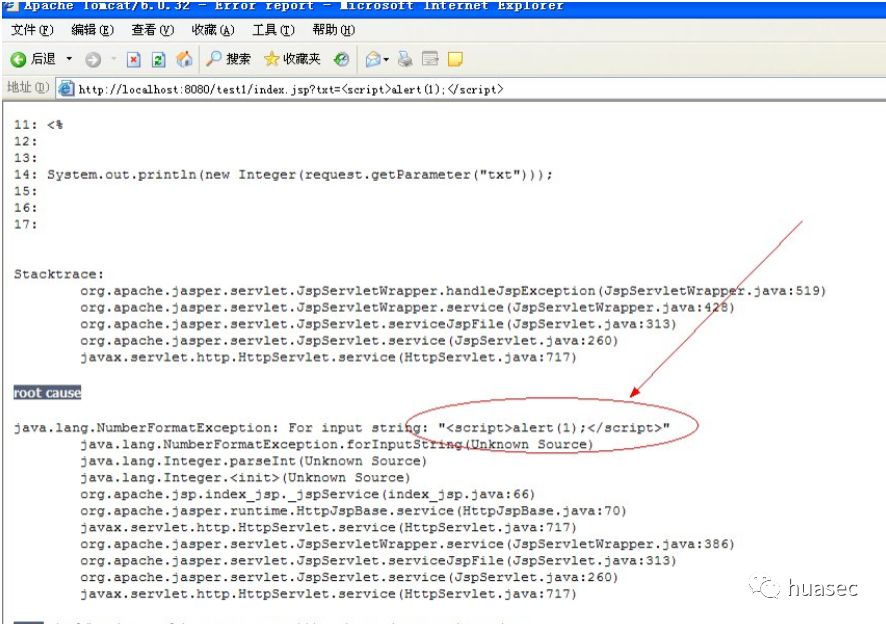 Apache Tomcat/6.0.32 - Error report - Microsoft Internet Explorer
文件(F) 编辑(E) 查看(V) 收藏(A) 工具(T) 帮助(H)
后退 搜索 收藏夹
地址(D) http://localhost:8080/test1/index.jsp?txt=<script>alert(1);</script>
11: <%
12:
13:
14: System.out.println(new Integer(request.getParameter("txt")));
15:
16:
17:
Stacktrace:
org.apache.jasper.servlet.JspServletWrapper.handleJspException(JspServletWrapper.java:519)
org.apache.jasper.servlet.JspServletWrapper.service(JspServletWrapper.java:428)
org.apache.jasper.servlet.JspServlet.serviceJspFile(JspServlet.java:313)
org.apache.jasper.servlet.JspServlet.service(JspServlet.java:260)
javax.servlet.http.HttpServlet.service(HttpServlet.java:717)
root cause
java.lang.NumberFormatException: For input string: "<script>alert(1);</script>"
java.lang.NumberFormatException.forInputString(Unknown Source)
java.lang.Integer.parseInt(Unknown Source)
java.lang.Integer.<init>(Unknown Source)
org.apache.jsp.index_jsp._jspService(index_jsp.java:66)
org.apache.jasper.runtime.HttpJspBase.service(HttpJspBase.java:70)
javax.servlet.http.HttpServlet.service(HttpServlet.java:717)
org.apache.jasper.servlet.JspServletWrapper.service(JspServletWrapper.java:386)
org.apache.jasper.servlet.JspServlet.serviceJspFile(JspServlet.java:313)
org.apache.jasper.servlet.JspServlet.service(JspServlet.java:260)
javax.servlet.http.HttpServlet.service(HttpServlet.java:717)
huasec